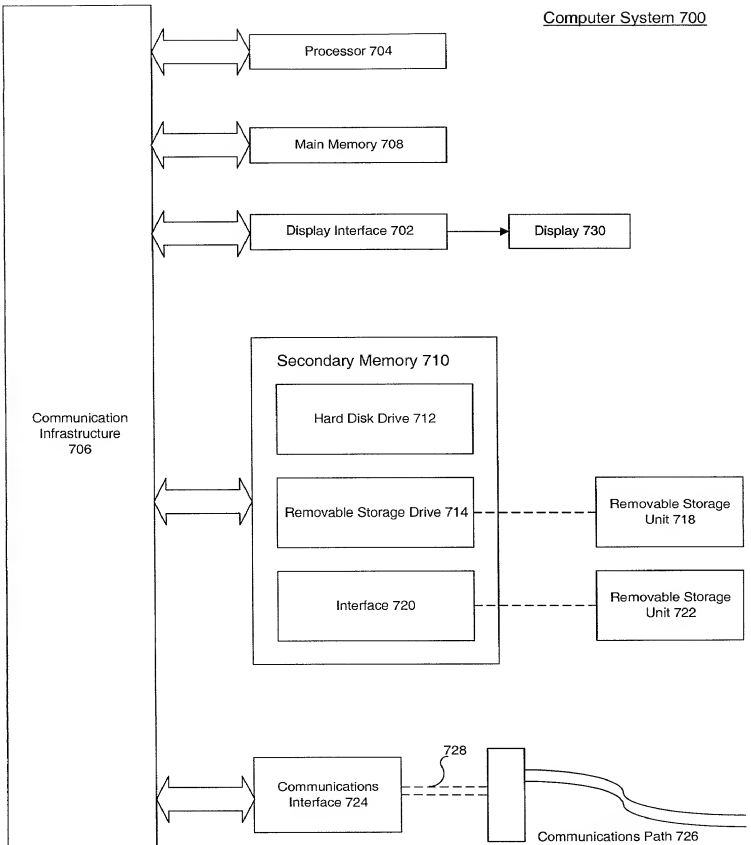 Computer System 700
Processor 704
Main Memory 708
Display Interface 702
Display 730
Secondary Memory 710
Hard Disk Drive 712
Communication
Infrastructure
706
Removable Storage Drive 714
Removable Storage
Unit 718
Interface 720
Removable Storage
Unit 722
728
Communications
Interface 724
Communications Path 726